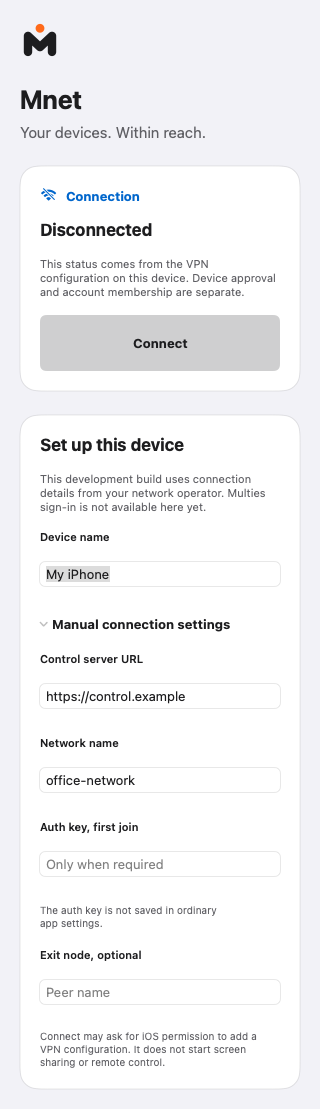 Mnet
Your devices. Within reach.
Connection
Disconnected
This status comes from the VPN
configuration on this device. Device approval
and account membership are separate.
Connect
Set up this device
This development build uses connection
details from your network operator. Multies
sign-in is not available here yet.
Device name
My iPhone
Manual connection settings
Control server URL
https://control.example
Network name
office-network
Auth key, first join
Only when required
The auth key is not saved in ordinary
app settings.
Exit node, optional
Peer name
Connect may ask for iOS permission to add a
VPN configuration. It does not start screen
sharing or remote control.